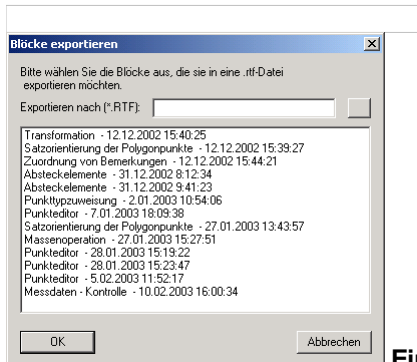 Blöcke exportieren
Bitte wählen Sie die Blöcke aus, die sie in eine .rtf-Datei
exportieren möchten.
Exportieren nach (*.RTF):
Transformation - 12.12.2002 15:40:25
Satzorientierung der Polygonpunkte - 12.12.2002 15:39:27
Zuordnung von Bemerkungen - 12.12.2002 15:44:21
Absteckelemente - 31.12.2002 8:12:34
Absteckelemente - 31.12.2002 9:41:23
Punkttypzuweisung - 2.01.2003 10:54:06
Punkteditor - 7.01.2003 18:09:38
Satzorientierung der Polygonpunkte - 27.01.2003 13:43:57
Massenoperation - 27.01.2003 15:27:51
Punkteditor - 28.01.2003 15:19:22
Punkteditor - 28.01.2003 15:23:47
Punkteditor - 5.02.2003 11:52:17
Messdaten - Kontrolle - 10.02.2003 16:00:34
OK
Abbrechen